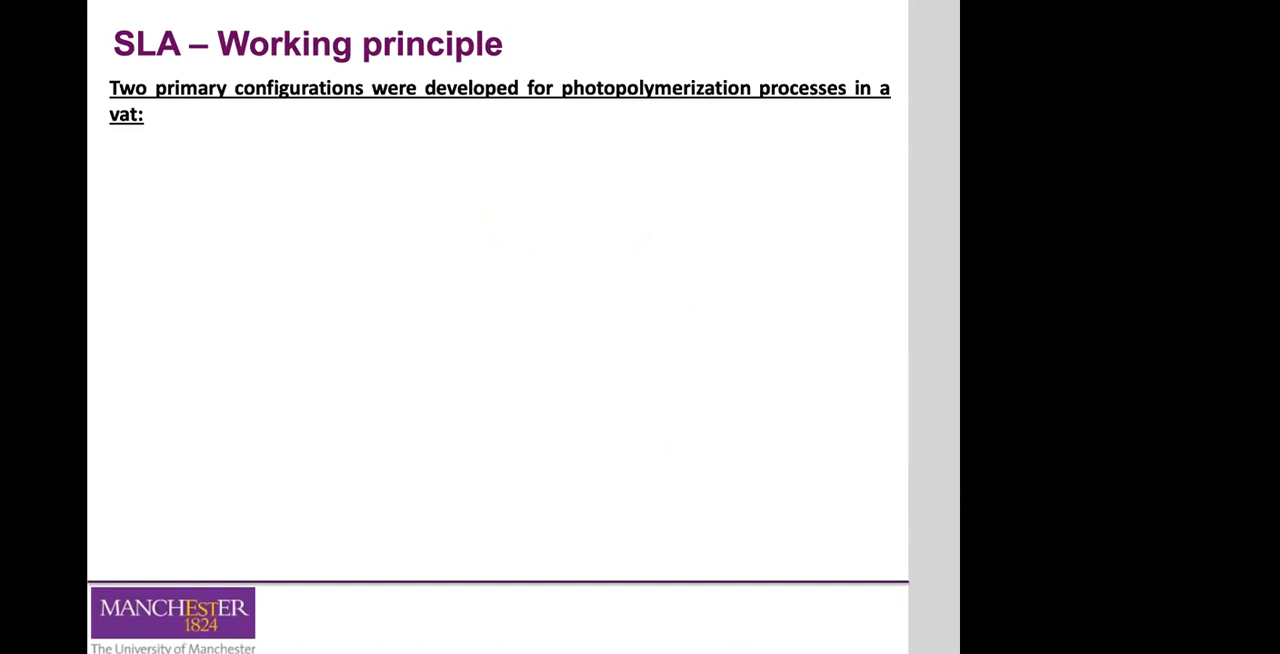 SLA – Working principle
Two primary configurations were developed for photopolymerization processes in a
vat:
MANCHESTER
1824
The University of Manchester